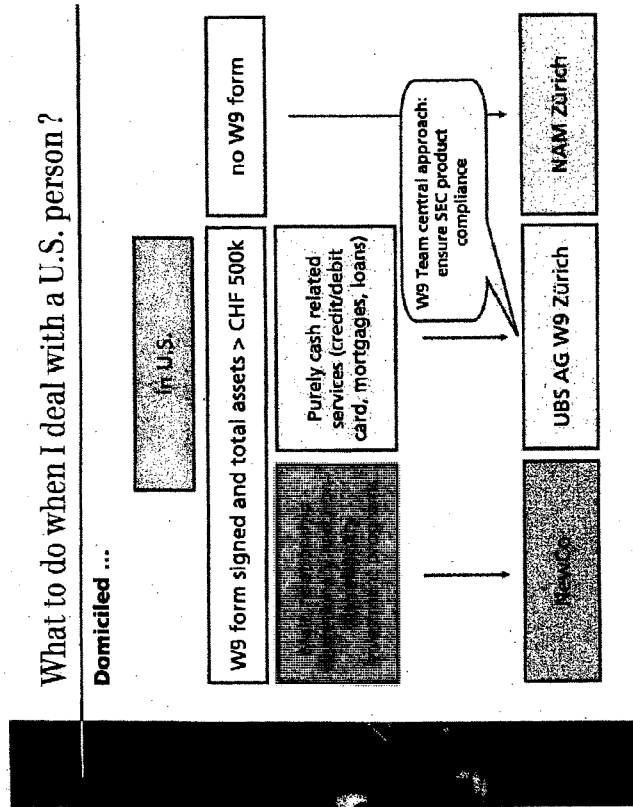 What to do when I deal with a U.S. person?
Domiciled ...
In U.S.
W9 form signed and total assets > CHF 500k
no W9 form
Purely cash related
services (credit/debit
card, mortgages, loans)
W9 Team central approach:
ensure SEC product
compliance
NewCo
UBS AG W9 Zürich
NAM Zürich